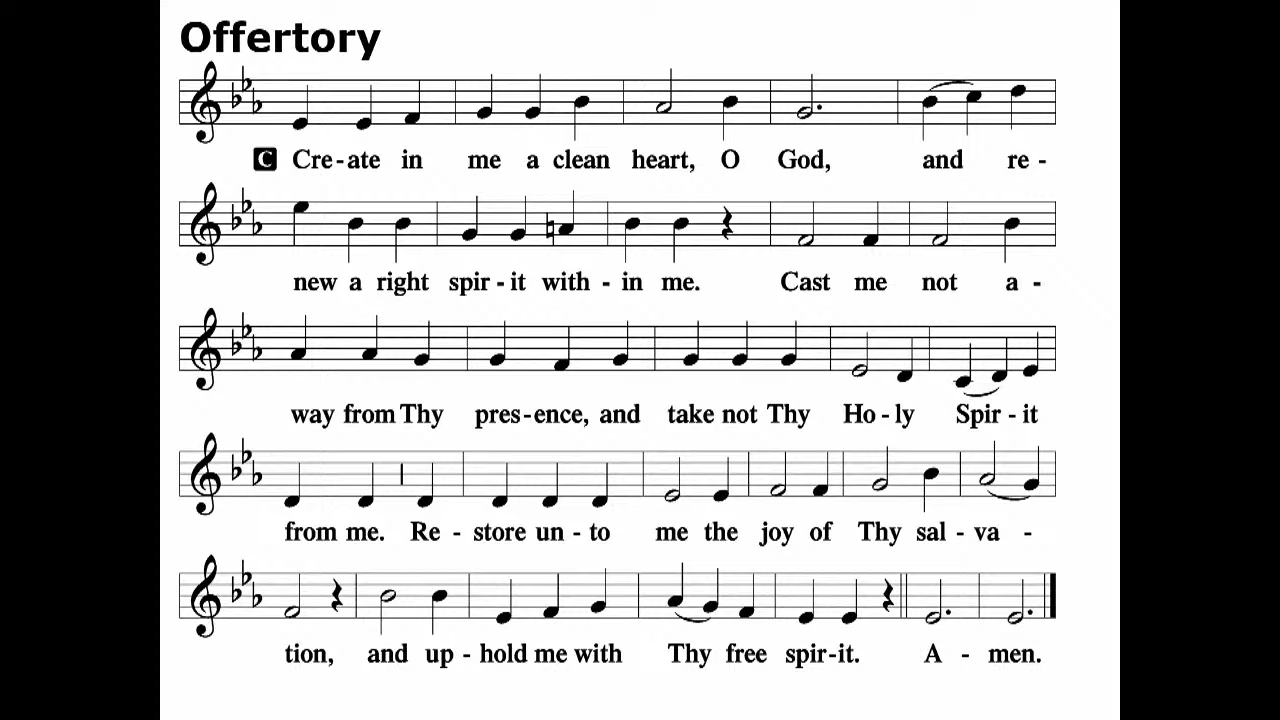 Offertory
C Cre-ate in me a clean heart, O God, and re -
new a right spir - it with - in me. Cast me not a -
way from Thy pres-ence, and take not Thy Ho - ly Spir - it
from me. Re - store un - to me the joy of Thy sal - va -
tion, and up - hold me with Thy free spir-it. A - men.